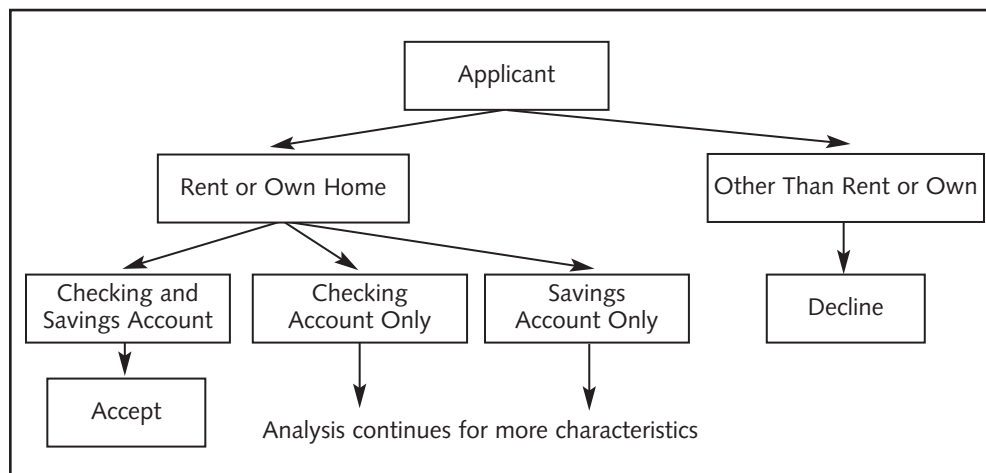 Applicant
Rent or Own Home
Other Than Rent or Own
Checking and
Savings Account
Checking
Account Only
Savings
Account Only
Decline
Accept
Analysis continues for more characteristics